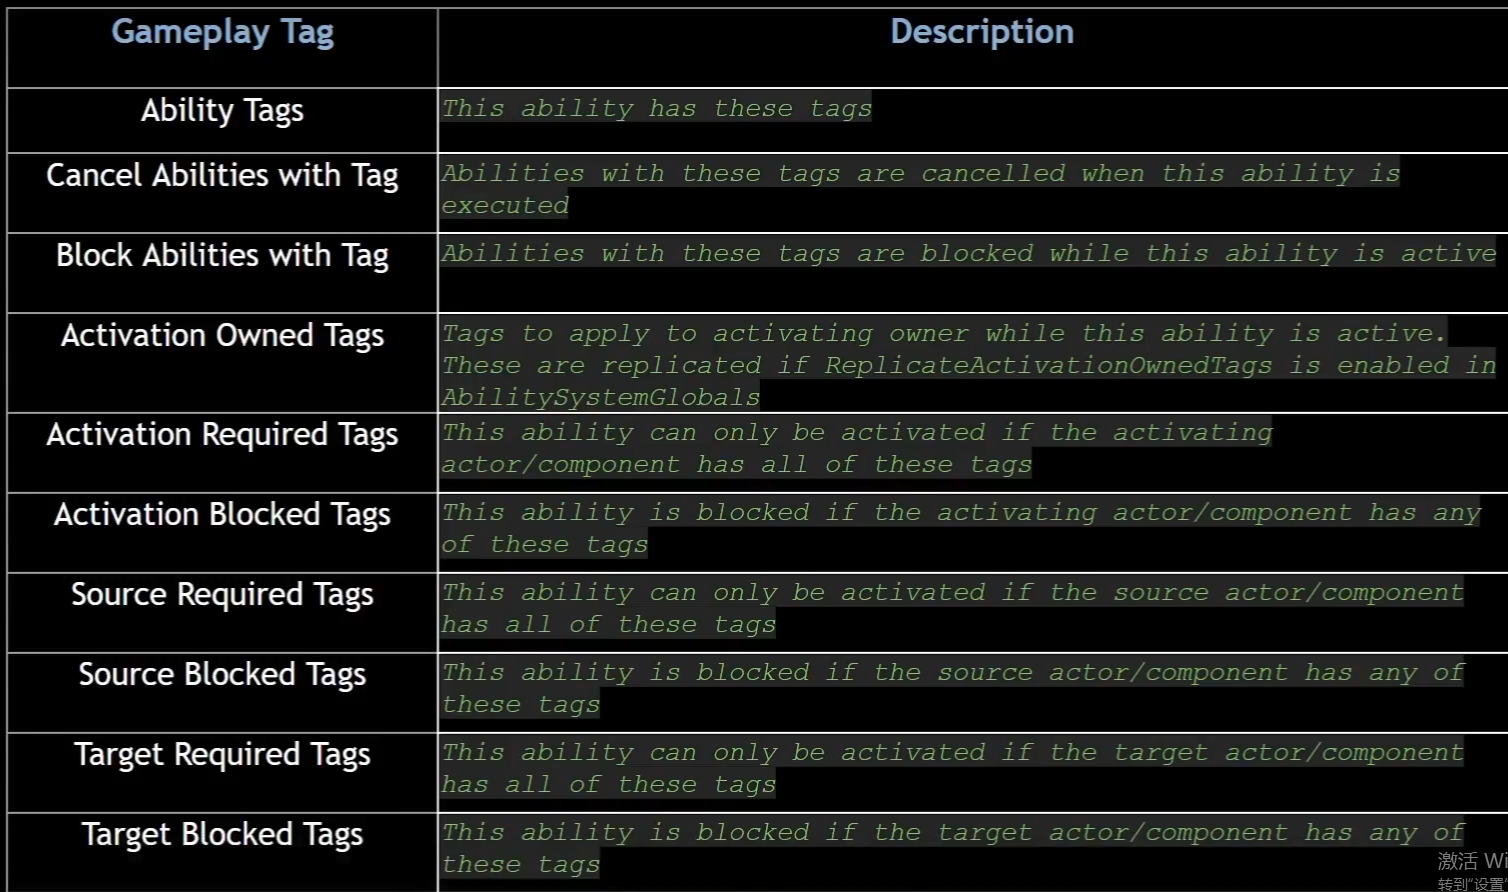 Gameplay Tag
Description
Ability Tags
This ability has these tags
Cancel Abilities with Tag
Abilities with these tags are cancelled when this ability is
executed
Block Abilities with Tag
Abilities with these tags are blocked while this ability is active
Activation Owned Tags
Tags to apply to activating owner while this ability is active.
These are replicated if ReplicateActivationOwnedTags is enabled in
AbilitySystemGlobals
Activation Required Tags
This ability can only be activated if the activating
actor/component has all of these tags
Activation Blocked Tags
This ability is blocked if the activating actor/component has any
of these tags
Source Required Tags
This ability can only be activated if the source actor/component
has all of these tags
Source Blocked Tags
This ability is blocked if the source actor/component has any of
these tags
Target Required Tags
This ability can only be activated if the target actor/component
has all of these tags
Target Blocked Tags
This ability is blocked if the target actor/component has any of
these tags
激活 Wi
转到"设置"